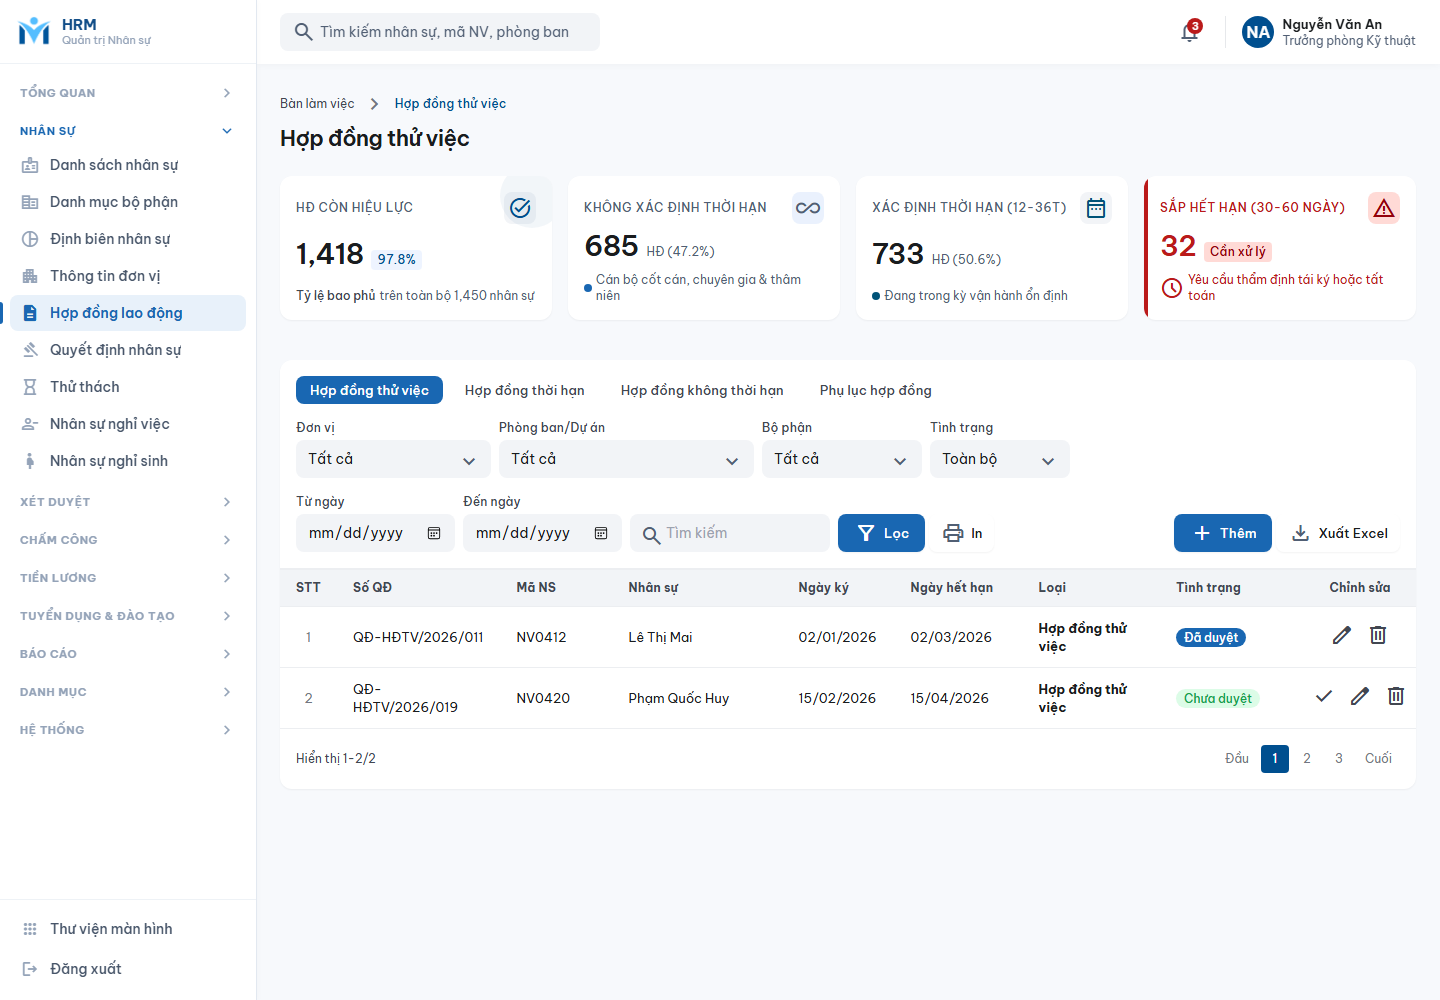 HRM
Quản trị Nhân sự
Tìm kiếm nhân sự, mã NV, phòng ban
3
NA
Nguyễn Văn An
Trưởng phòng Kỹ thuật
TỔNG QUAN
NHÂN SỰ
Danh sách nhân sự
Danh mục bộ phận
Định biên nhân sự
Thông tin đơn vị
Hợp đồng lao động
Quyết định nhân sự
Thử thách
Nhân sự nghỉ việc
Nhân sự nghỉ sinh
XÉT DUYỆT
CHẤM CÔNG
TIỀN LƯƠNG
TUYỂN DỤNG & ĐÀO TẠO
BÁO CÁO
DANH MỤC
HỆ THỐNG
Thư viện màn hình
Đăng xuất
Bàn làm việc
Hợp đồng thử việc
Hợp đồng thử việc
HĐ CÒN HIỆU LỰC
1,418 97.8%
Tỷ lệ bao phủ trên toàn bộ 1,450 nhân sự
KHÔNG XÁC ĐỊNH THỜI HẠN
685 HĐ (47.2%)
Cán bộ cốt cán, chuyên gia & thâm
niên
XÁC ĐỊNH THỜI HẠN (12-36T)
733 HĐ (50.6%)
Đang trong kỳ vận hành ổn định
SẮP HẾT HẠN (30-60 NGÀY)
32 Cần xử lý
Yêu cầu thẩm định tái ký hoặc tất
toán
Hợp đồng thử việc Hợp đồng thời hạn Hợp đồng không thời hạn Phụ lục hợp đồng
Đơn vị Phòng ban/Dự án Bộ phận Tình trạng
Tất cả Tất cả Tất cả Toàn bộ
Từ ngày Đến ngày
mm/dd/yyyy mm/dd/yyyy Tìm kiếm Lọc In Thêm Xuất Excel
STT Số QĐ Mã NS Nhân sự Ngày ký Ngày hết hạn Loại Tình trạng Chỉnh sửa
1 QĐ-HĐTV/2026/011 NV0412 Lê Thị Mai 02/01/2026 02/03/2026 Hợp đồng thử
việc Đã duyệt
2 QĐ-
HĐTV/2026/019 NV0420 Phạm Quốc Huy 15/02/2026 15/04/2026 Hợp đồng thử
việc Chưa duyệt
Hiển thị 1-2/2
Đầu 1 2 3 Cuối